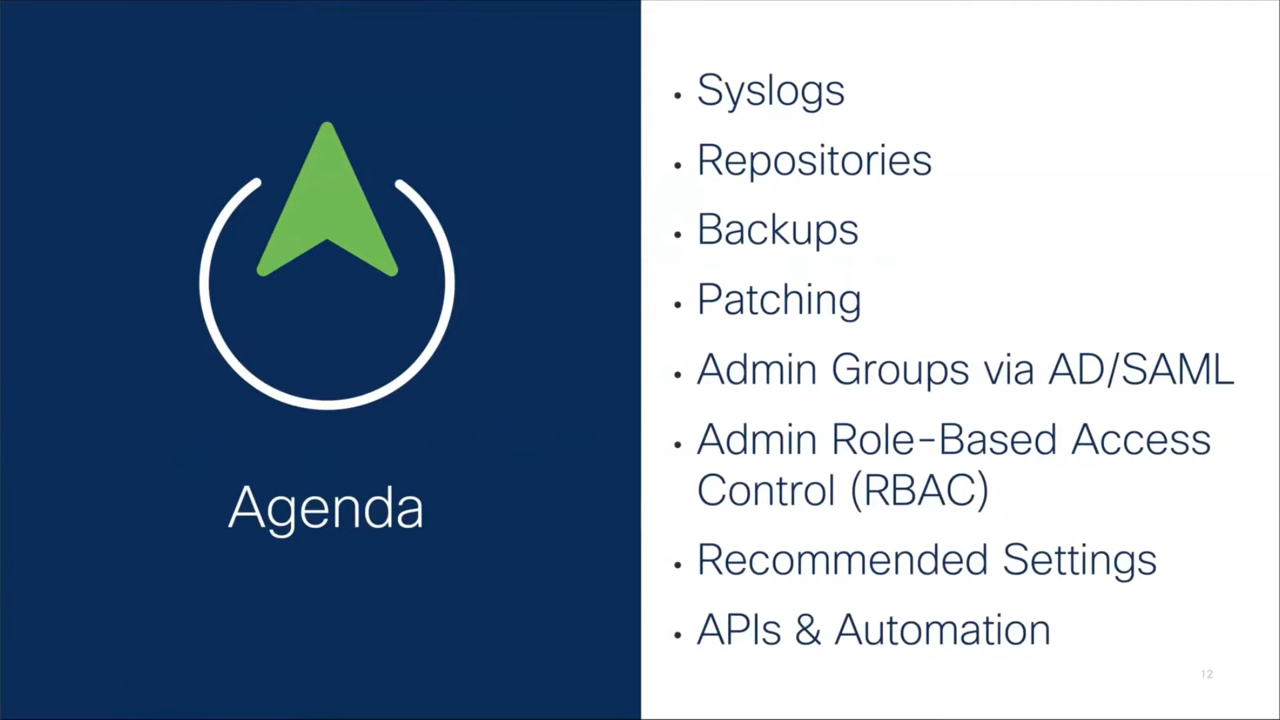 Agenda
• Syslogs
• Repositories
• Backups
• Patching
• Admin Groups via AD/SAML
• Admin Role-Based Access
Control (RBAC)
• Recommended Settings
• APIs & Automation
12